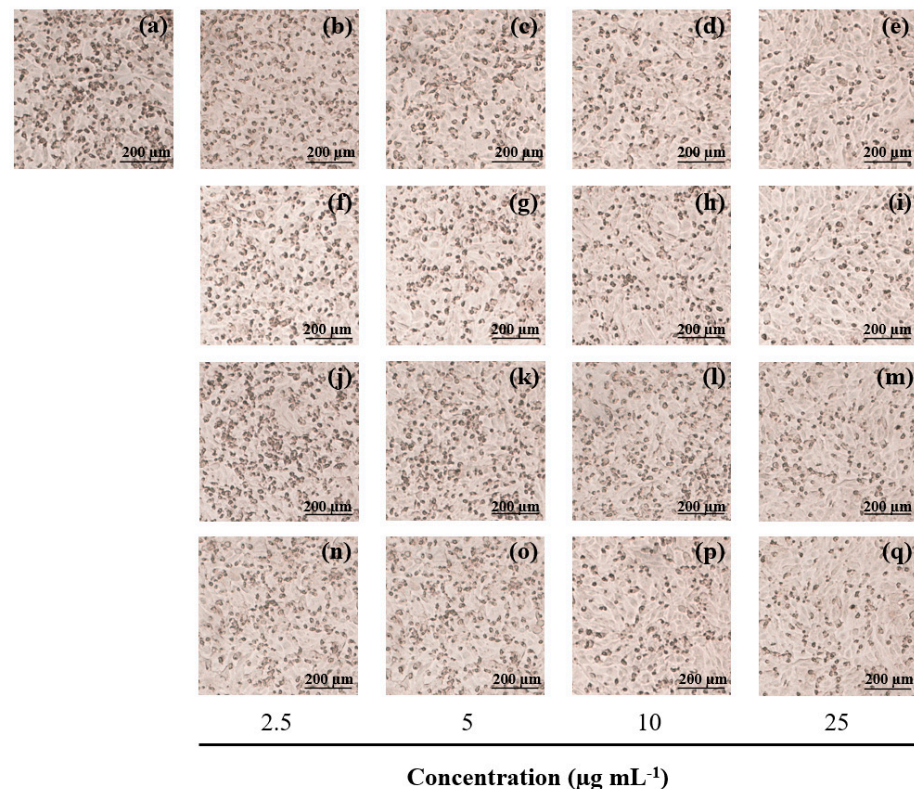 (a) (b) (c) (d) (e)
200 µm 200 µm 200 µm 200 µm 200 µm
(f) (g) (h) (i)
200 µm 200 µm 200 µm 200 µm
(j) (k) (l) (m)
200 µm 200 µm 200 µm 200 µm
(n) (o) (p) (q)
200 µm 200 µm 200 µm 200 µm
2.5 5 10 25
Concentration (µg mL⁻¹)